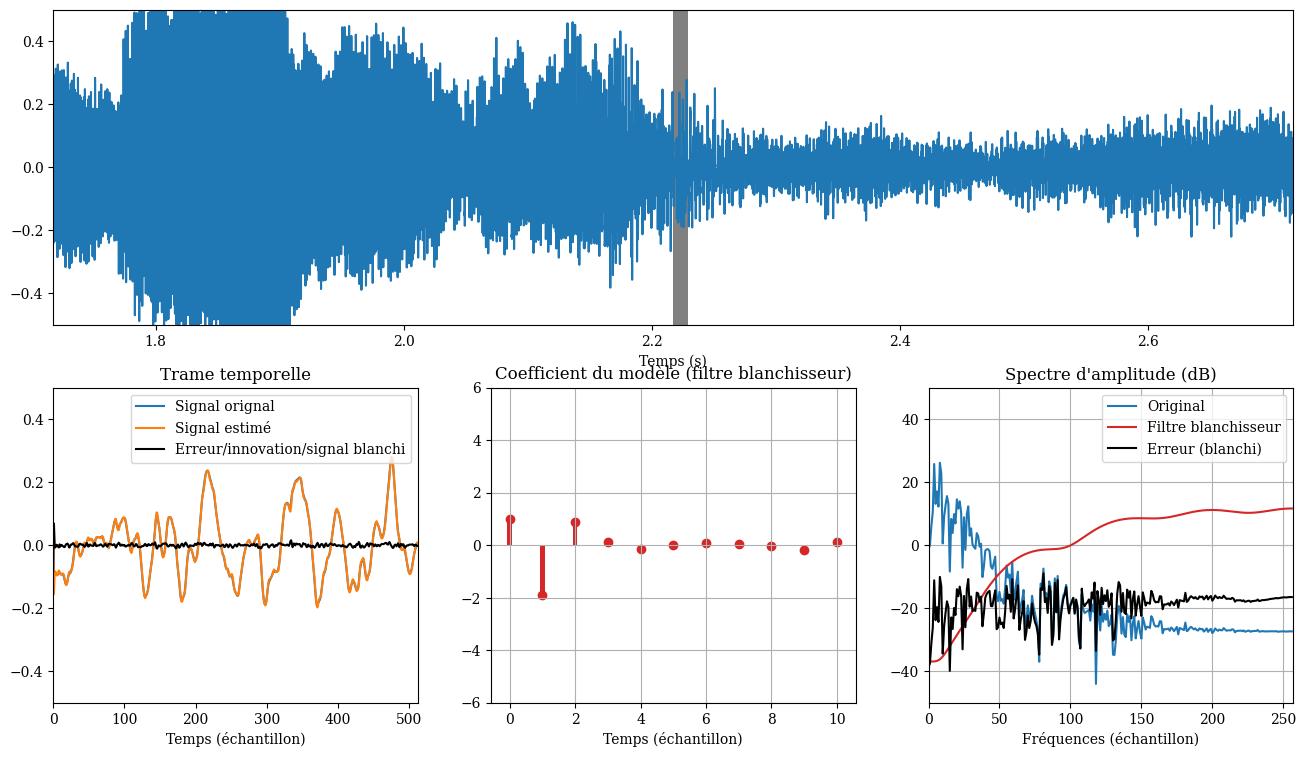 0.4
0.2
0.0
−0.2
−0.4
1.8 2.0 2.2 2.4 2.6
Temps (s)
Trame temporelle
Signal orignal
Signal estimé
Erreur/innovation/signal blanchi
0.4
0.2
0.0
−0.2
−0.4
0 100 200 300 400 500
Temps (échantillon)
Coefficient du modèle (filtre blanchisseur)
6
4
2
0
−2
−4
−6
0 2 4 6 8 10
Temps (échantillon)
Spectre d'amplitude (dB)
Original
Filtre blanchisseur
Erreur (blanchi)
40
20
0
−20
−40
0 50 100 150 200 250
Fréquences (échantillon)